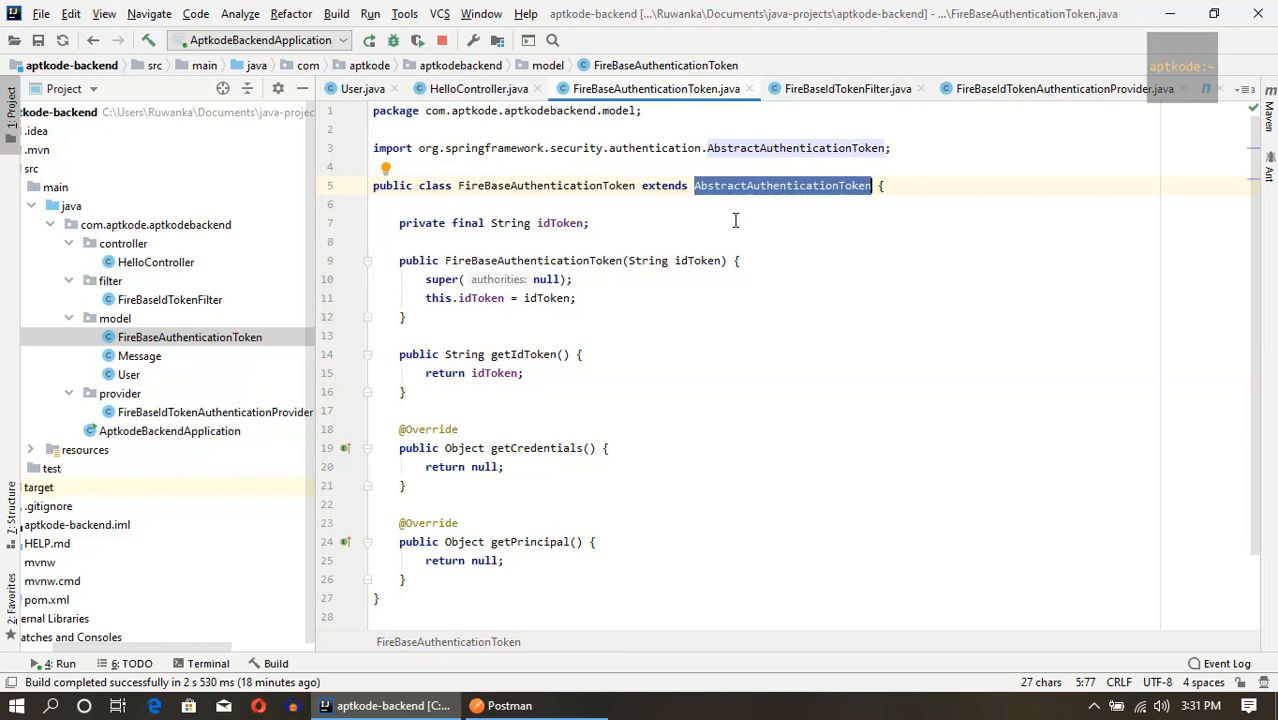 File Edit View Navigate Code Analyze Refactor Build Run Tools VCS Window Help aptkode-backend [...\Ruwanka\Documents\java-projects\aptkode-backend] - ...\FireBaseAuthenticationToken.java
AptkodeBackendApplication
aptkode-backend src main java com aptkode aptkodebackend model FireBaseAuthenticationToken
aptkode:~
Project
User.java HelloController.java FireBaseAuthenticationToken.java FireBaseIdTokenFilter.java FireBaseIdTokenAuthenticationProvider.java
1: Project
kode-backend C:\Users\Ruwanka\Documents\java-projec
.idea
.mvn
src
main
java
com.aptkode.aptkodebackend
controller
HelloController
filter
FireBaseIdTokenFilter
model
FireBaseAuthenticationToken
Message
User
provider
FireBaseIdTokenAuthenticationProvider
AptkodeBackendApplication
resources
test
target
.gitignore
aptkode-backend.iml
HELP.md
mvnw
mvnw.cmd
pom.xml
ernal Libraries
atches and Consoles
Z: Structure
2: Favorites
1 package com.aptkode.aptkodebackend.model;
2
3 import org.springframework.security.authentication.AbstractAuthenticationToken;
4
5 public class FireBaseAuthenticationToken extends AbstractAuthenticationToken {
6
7 private final String idToken;
8
9 public FireBaseAuthenticationToken(String idToken) {
10 super( authorities: null);
11 this.idToken = idToken;
12 }
13
14 public String getIdToken() {
15 return idToken;
16 }
17
18 @Override
19 public Object getCredentials() {
20 return null;
21 }
22
23 @Override
24 public Object getPrincipal() {
25 return null;
26 }
27 }
28
Maven
Ant
FireBaseAuthenticationToken
4: Run 6: TODO Terminal Build Event Log
Build completed successfully in 2 s 530 ms (18 minutes ago) 27 chars 5:77 CRLF UTF-8 4 spaces
aptkode-backend [C:... Postman 3:31 PM